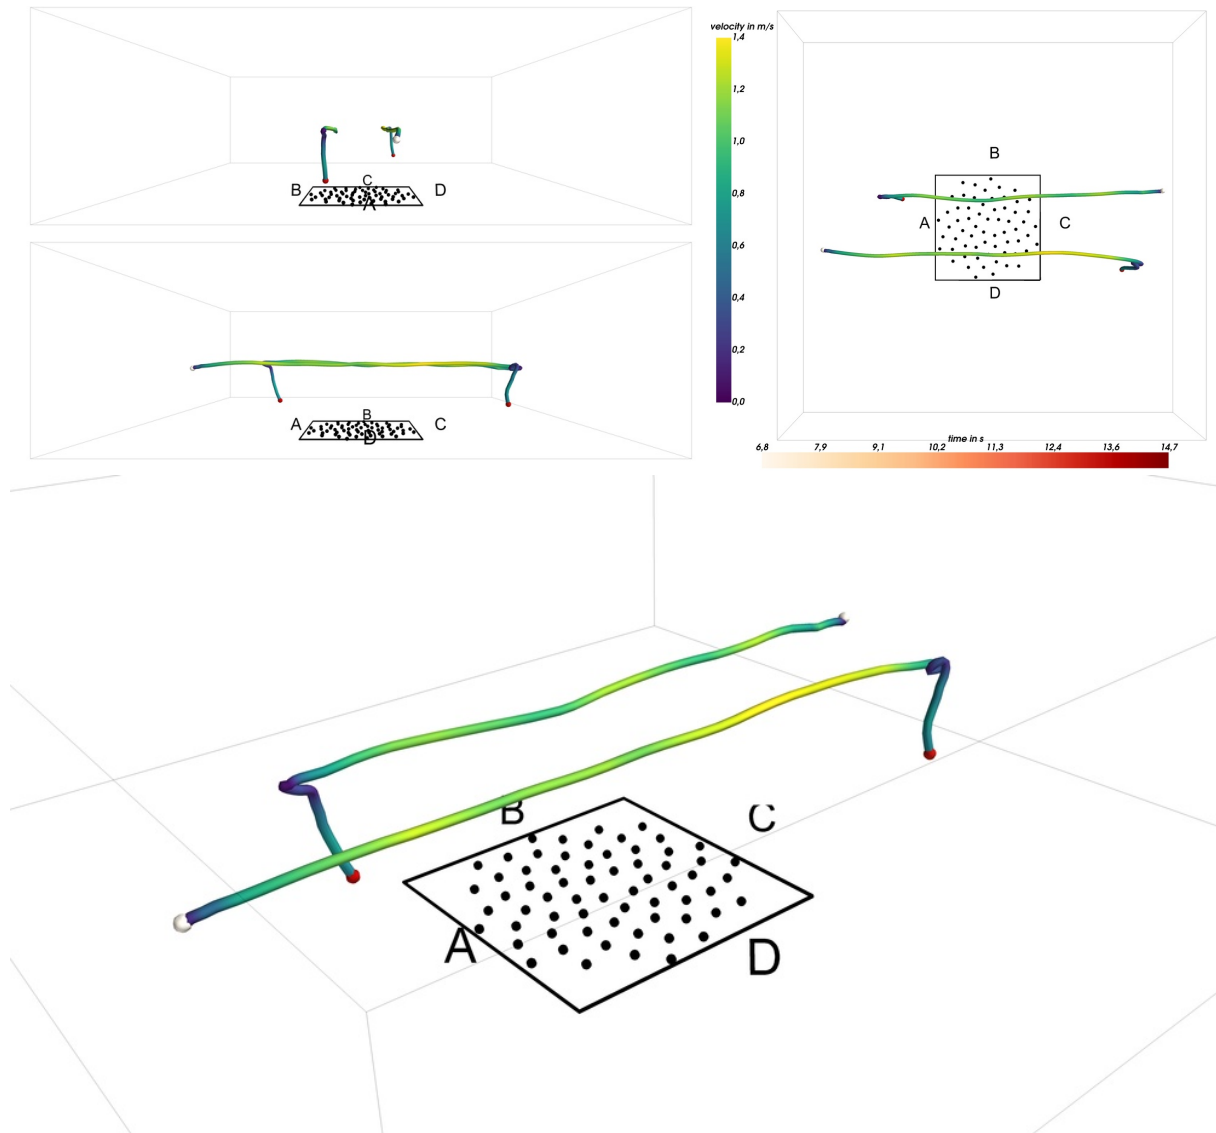 velocity in m/s
1,4
1,2
1,0
0,8
0,6
0,4
0,2
0,0
B
C
D
A
A
B
C
D
B
A
C
D
time in s
6,8 7,9 9,1 10,2 11,3 12,4 13,6 14,7
B
C
A
D